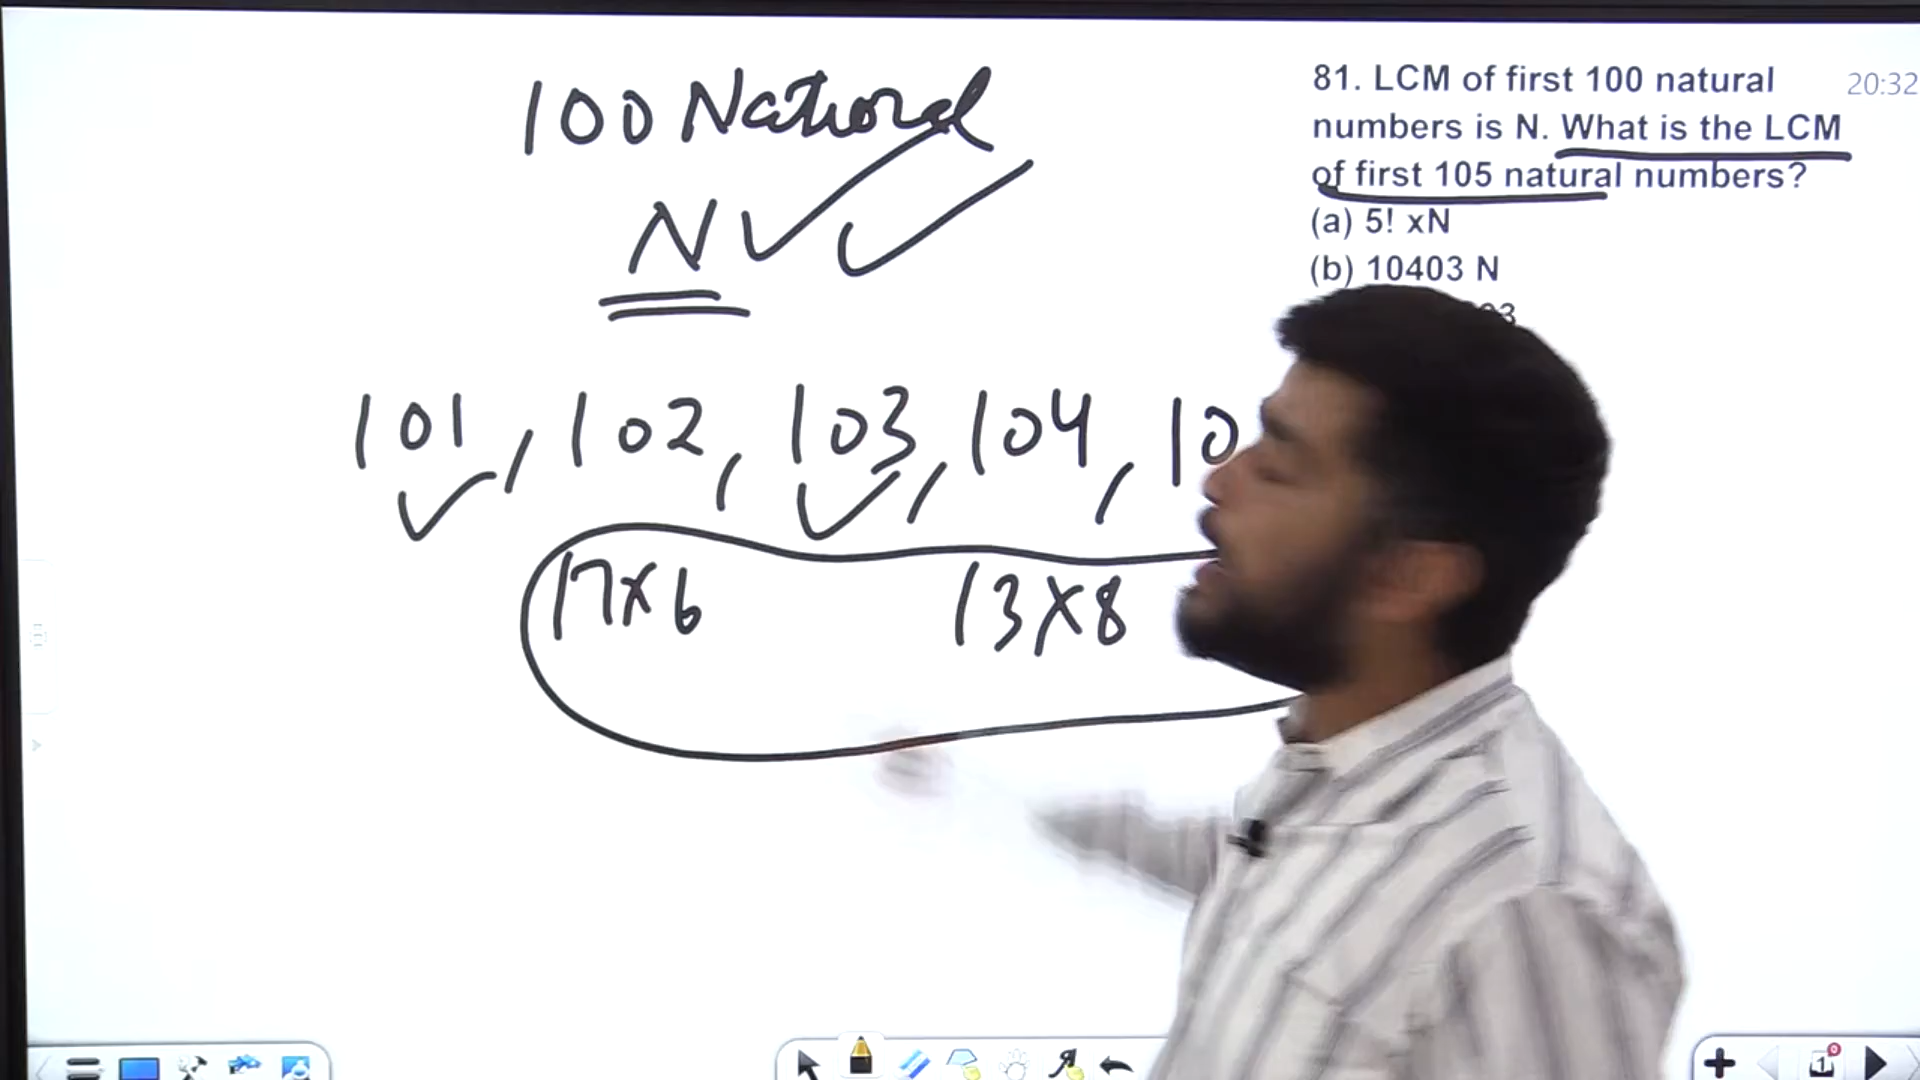 100 Natural
N
101, 102, 103, 104, 10
17x6 13x8
81. LCM of first 100 natural
numbers is N. What is the LCM
of first 105 natural numbers?
(a) 5! xN
(b) 10403 N
20:32